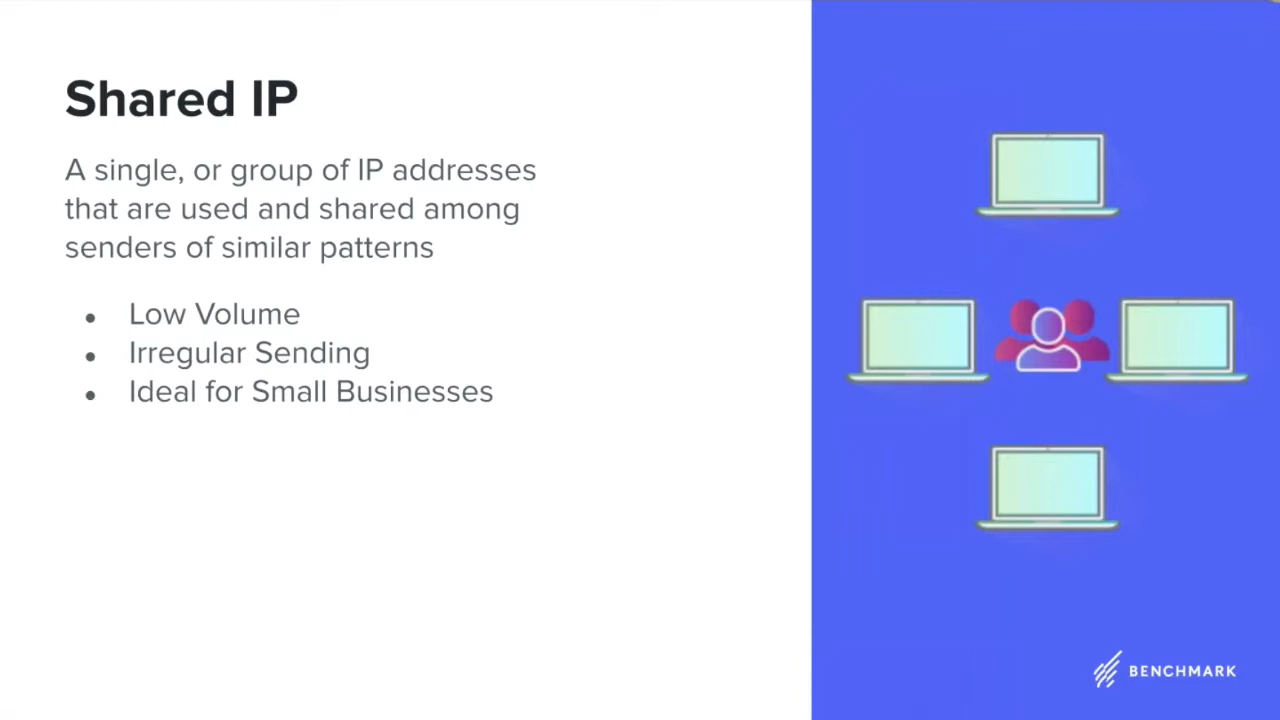 Shared IP
A single, or group of IP addresses
that are used and shared among
senders of similar patterns
● Low Volume
● Irregular Sending
● Ideal for Small Businesses
BENCHMARK